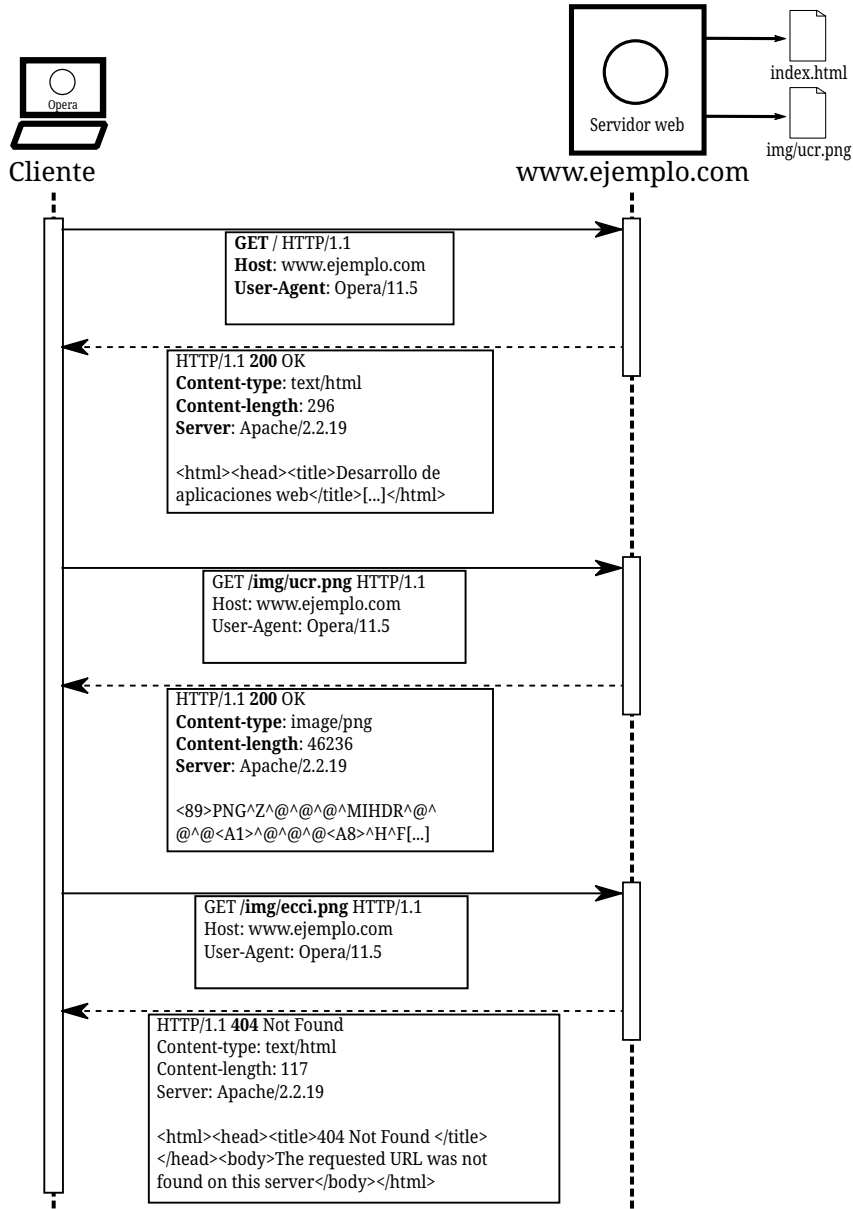 Opera
Cliente
Servidor web
www.ejemplo.com
index.html
img/ucr.png
GET / HTTP/1.1
Host: www.ejemplo.com
User-Agent: Opera/11.5
HTTP/1.1 200 OK
Content-type: text/html
Content-length: 296
Server: Apache/2.2.19
<html><head><title>Desarrollo de
aplicaciones web</title>[...]</html>
GET /img/ucr.png HTTP/1.1
Host: www.ejemplo.com
User-Agent: Opera/11.5
HTTP/1.1 200 OK
Content-type: image/png
Content-length: 46236
Server: Apache/2.2.19
<89>PNG^Z^@^@^@^MIHDR^@^
@^@<A1>^@^@^@<A8>^H^F[...]
GET /img/ecci.png HTTP/1.1
Host: www.ejemplo.com
User-Agent: Opera/11.5
HTTP/1.1 404 Not Found
Content-type: text/html
Content-length: 117
Server: Apache/2.2.19
<html><head><title>404 Not Found </title>
</head><body>The requested URL was not
found on this server</body></html>